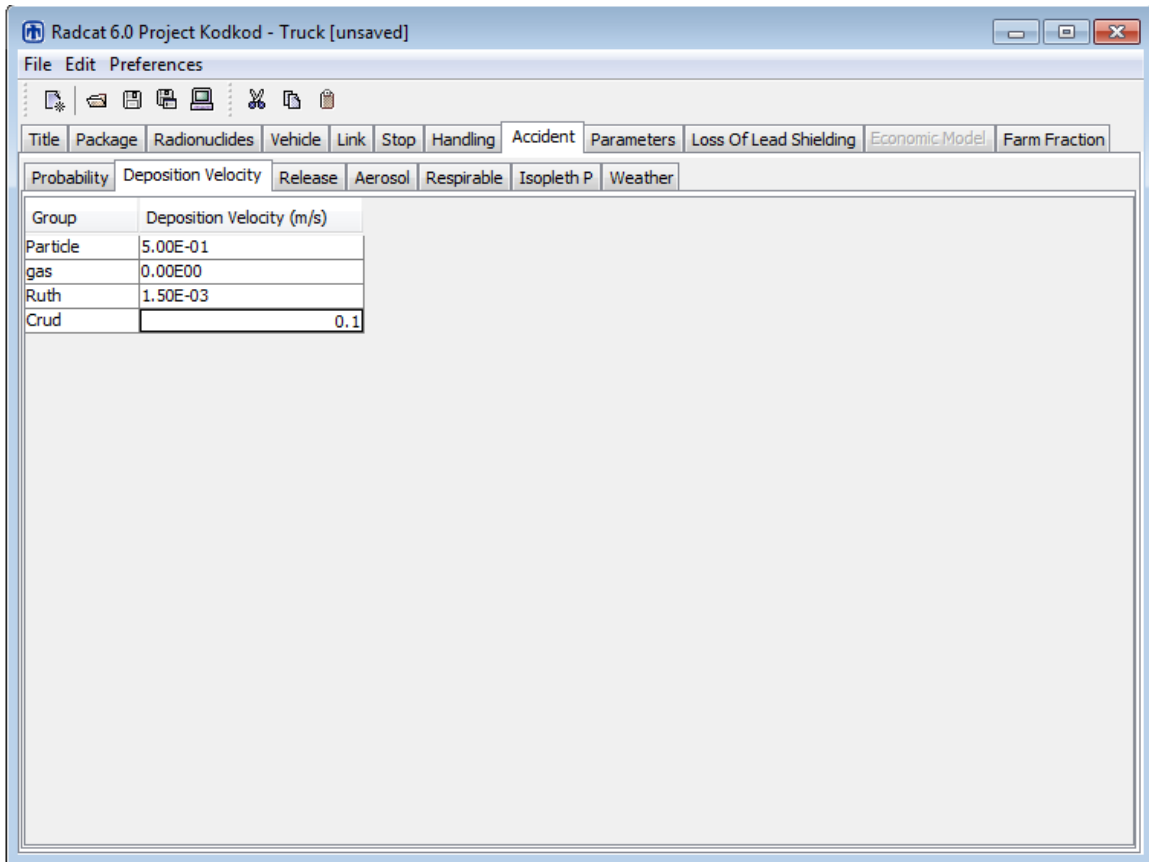 Radcat 6.0 Project Kodkod - Truck [unsaved]
File Edit Preferences
Title Package Radionuclides Vehicle Link Stop Handling Accident Parameters Loss Of Lead Shielding Economic Model Farm Fraction
Probability Deposition Velocity Release Aerosol Respirable Isopleth P Weather
Group Deposition Velocity (m/s)
Particle 5.00E-01
gas 0.00E00
Ruth 1.50E-03
Crud 0.1